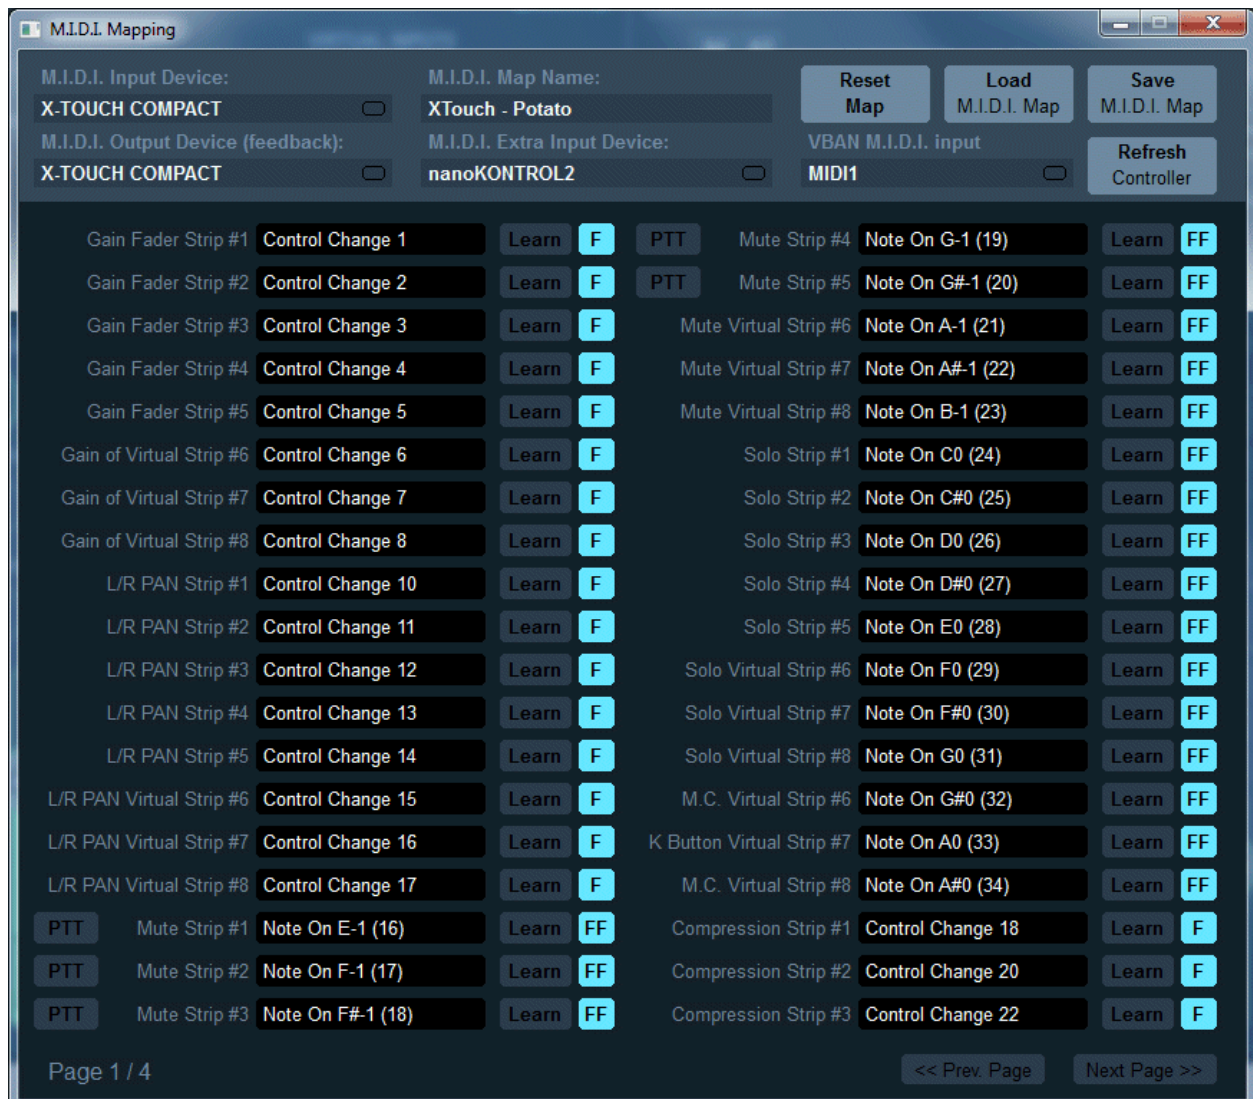 M.I.D.I. Mapping
M.I.D.I. Input Device:
X-TOUCH COMPACT
M.I.D.I. Map Name:
XTouch - Potato
Reset Map
Load M.I.D.I. Map
Save M.I.D.I. Map
M.I.D.I. Output Device (feedback):
X-TOUCH COMPACT
M.I.D.I. Extra Input Device:
nanoKONTROL2
VBAN M.I.D.I. input
MIDI1
Refresh Controller
Gain Fader Strip #1 Control Change 1 Learn F
Gain Fader Strip #2 Control Change 2 Learn F
Gain Fader Strip #3 Control Change 3 Learn F
Gain Fader Strip #4 Control Change 4 Learn F
Gain Fader Strip #5 Control Change 5 Learn F
Gain of Virtual Strip #6 Control Change 6 Learn F
Gain of Virtual Strip #7 Control Change 7 Learn F
Gain of Virtual Strip #8 Control Change 8 Learn F
L/R PAN Strip #1 Control Change 10 Learn F
L/R PAN Strip #2 Control Change 11 Learn F
L/R PAN Strip #3 Control Change 12 Learn F
L/R PAN Strip #4 Control Change 13 Learn F
L/R PAN Strip #5 Control Change 14 Learn F
L/R PAN Virtual Strip #6 Control Change 15 Learn F
L/R PAN Virtual Strip #7 Control Change 16 Learn F
L/R PAN Virtual Strip #8 Control Change 17 Learn F
PTT Mute Strip #1 Note On E-1 (16) Learn FF
PTT Mute Strip #2 Note On F-1 (17) Learn FF
PTT Mute Strip #3 Note On F#-1 (18) Learn FF
PTT Mute Strip #4 Note On G-1 (19) Learn FF
PTT Mute Strip #5 Note On G#-1 (20) Learn FF
Mute Virtual Strip #6 Note On A-1 (21) Learn FF
Mute Virtual Strip #7 Note On A#-1 (22) Learn FF
Mute Virtual Strip #8 Note On B-1 (23) Learn FF
Solo Strip #1 Note On C0 (24) Learn FF
Solo Strip #2 Note On C#0 (25) Learn FF
Solo Strip #3 Note On D0 (26) Learn FF
Solo Strip #4 Note On D#0 (27) Learn FF
Solo Strip #5 Note On E0 (28) Learn FF
Solo Virtual Strip #6 Note On F0 (29) Learn FF
Solo Virtual Strip #7 Note On F#0 (30) Learn FF
Solo Virtual Strip #8 Note On G0 (31) Learn FF
M.C. Virtual Strip #6 Note On G#0 (32) Learn FF
K Button Virtual Strip #7 Note On A0 (33) Learn FF
M.C. Virtual Strip #8 Note On A#0 (34) Learn FF
Compression Strip #1 Control Change 18 Learn F
Compression Strip #2 Control Change 20 Learn F
Compression Strip #3 Control Change 22 Learn F
Page 1 / 4
<< Prev. Page
Next Page >>